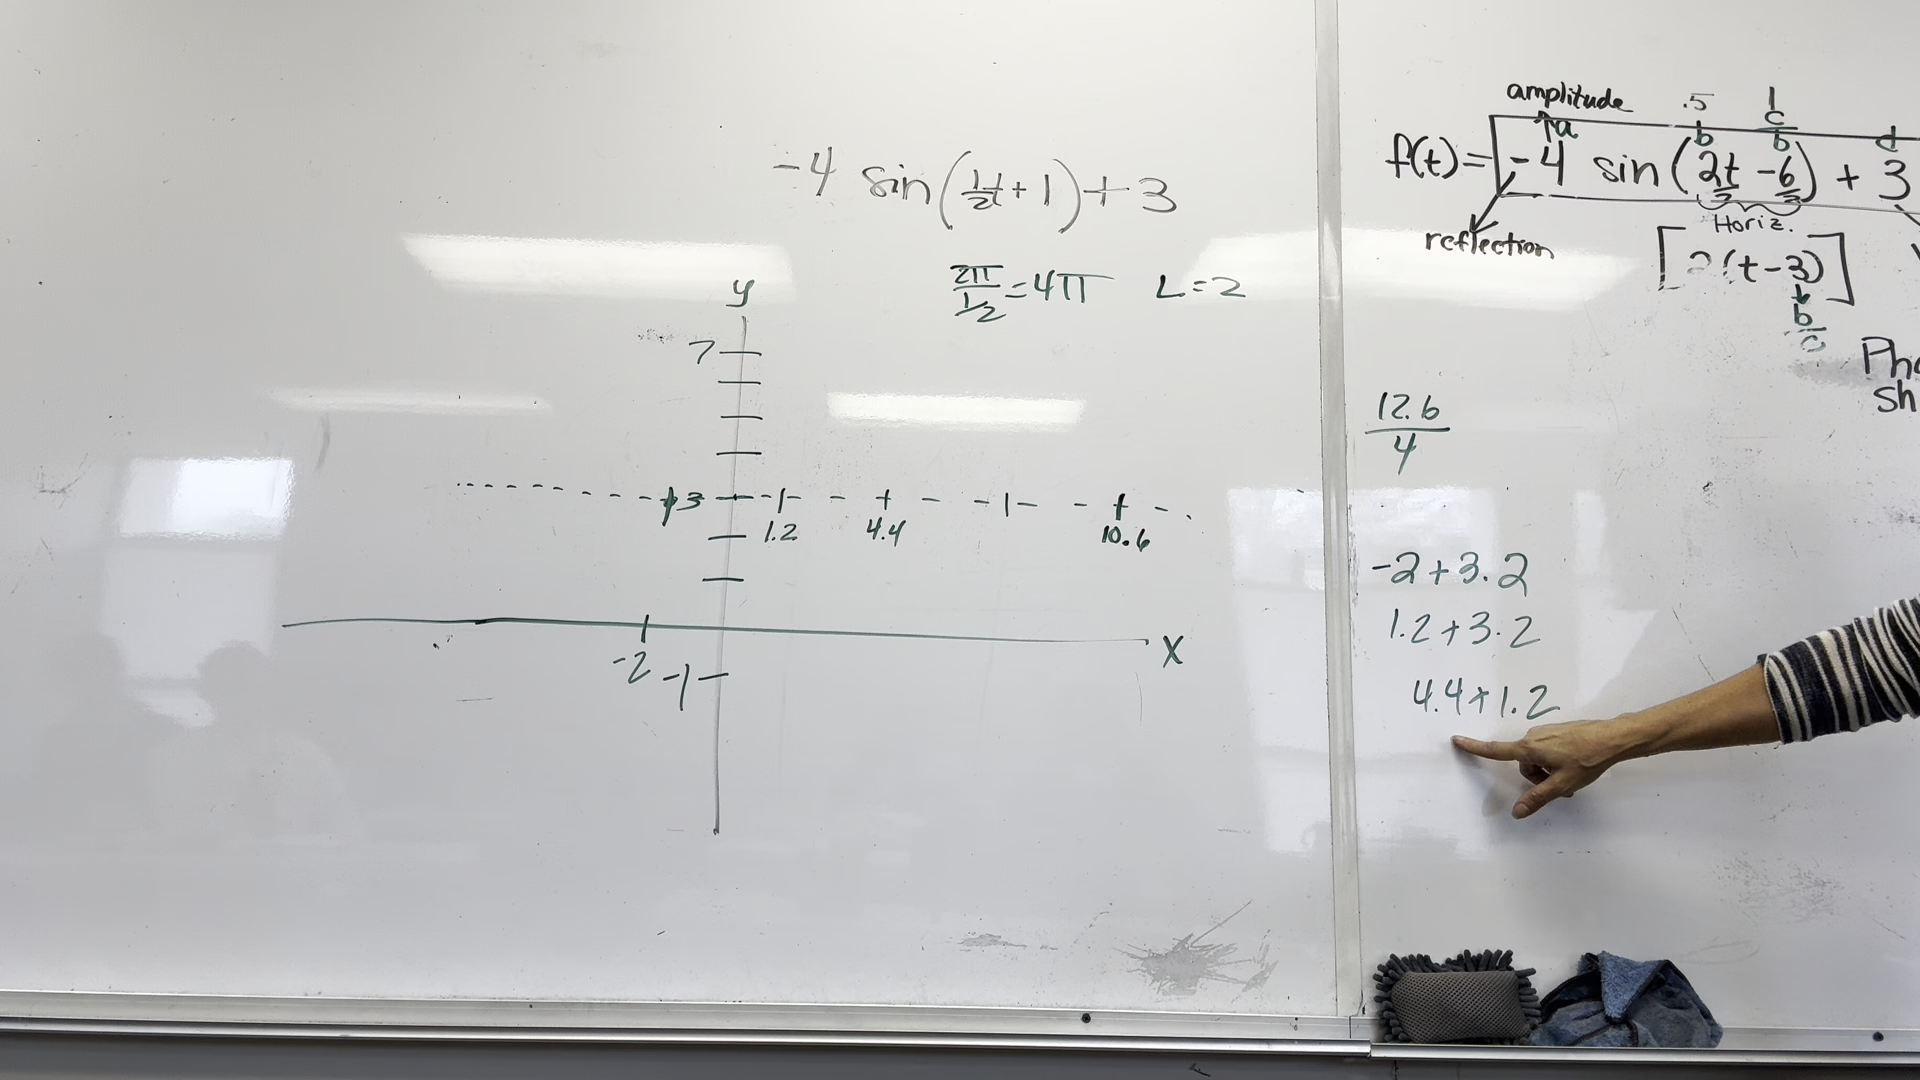 -4 sin(1/2t + 1) + 3
2π/(1/2) = 4π L = 2
y
7
3
1.2 4.4 10.6
x
-2
-1
amplitude .5 1
a b c/b d
f(t) = -4 sin(2t - 6) + 3
2 2
Horiz.
reflection
[2(t-3)]
b/c
Pha
sh
12.6/4
-2+3.2
1.2+3.2
4.4+1.2